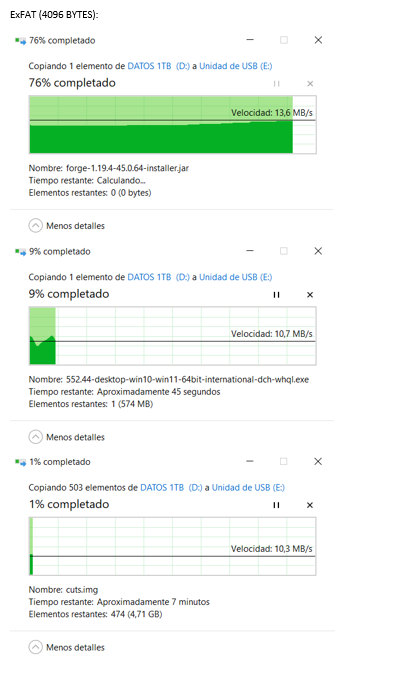 ExFAT (4096 BYTES):
76% completado
Copiando 1 elemento de DATOS 1TB (D:) a Unidad de USB (E:)
76% completado
Velocidad: 13,6 MB/s
Nombre: forge-1.19.4-45.0.64-installer.jar
Tiempo restante: Calculando...
Elementos restantes: 0 (0 bytes)
Menos detalles
9% completado
Copiando 1 elemento de DATOS 1TB (D:) a Unidad de USB (E:)
9% completado
Velocidad: 10,7 MB/s
Nombre: 552.44-desktop-win10-win11-64bit-international-dch-whql.exe
Tiempo restante: Aproximadamente 45 segundos
Elementos restantes: 1 (574 MB)
Menos detalles
1% completado
Copiando 503 elementos de DATOS 1TB (D:) a Unidad de USB (E:)
1% completado
Velocidad: 10,3 MB/s
Nombre: cuts.img
Tiempo restante: Aproximadamente 7 minutos
Elementos restantes: 474 (4,71 GB)
Menos detalles